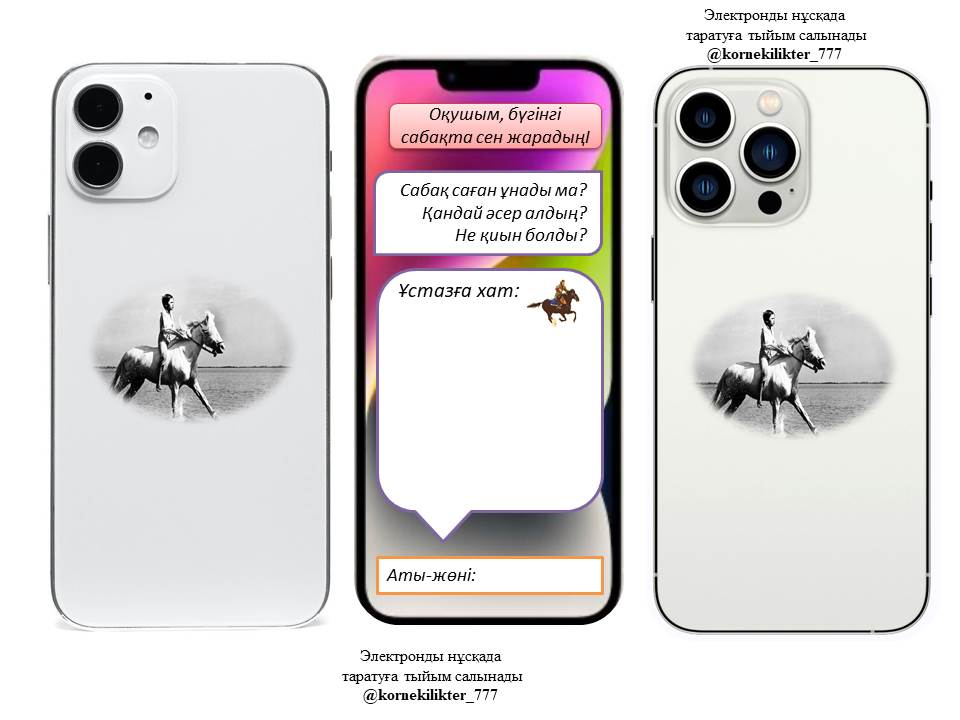 Электронды нұсқада
таратуға тыйым салынады
@kornekilikter_777
Оқушым, бүгінгі
сабақта сен жарадың!
Сабақ саған ұнады ма?
Қандай әсер алдың?
Не қиын болды?
Ұстазға хат:
Аты-жөні:
Электронды нұсқада
таратуға тыйым салынады
@kornekilikter_777